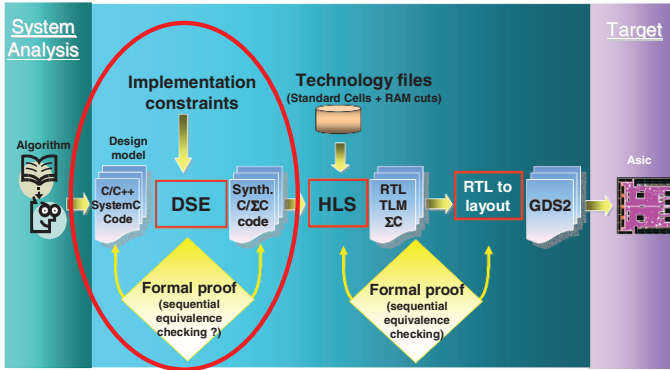 System
Analysis
Target
Implementation
constraints
Technology files
(Standard Cells + RAM cuts)
Algorithm
Design
model
Asic
C/C++
SystemC
Code
DSE
Synth.
C/ΣC
code
HLS
RTL
TLM
ΣC
RTL to
layout
GDS2
Formal proof
(sequential
equivalence
checking ?)
Formal proof
(sequential
equivalence
checking)